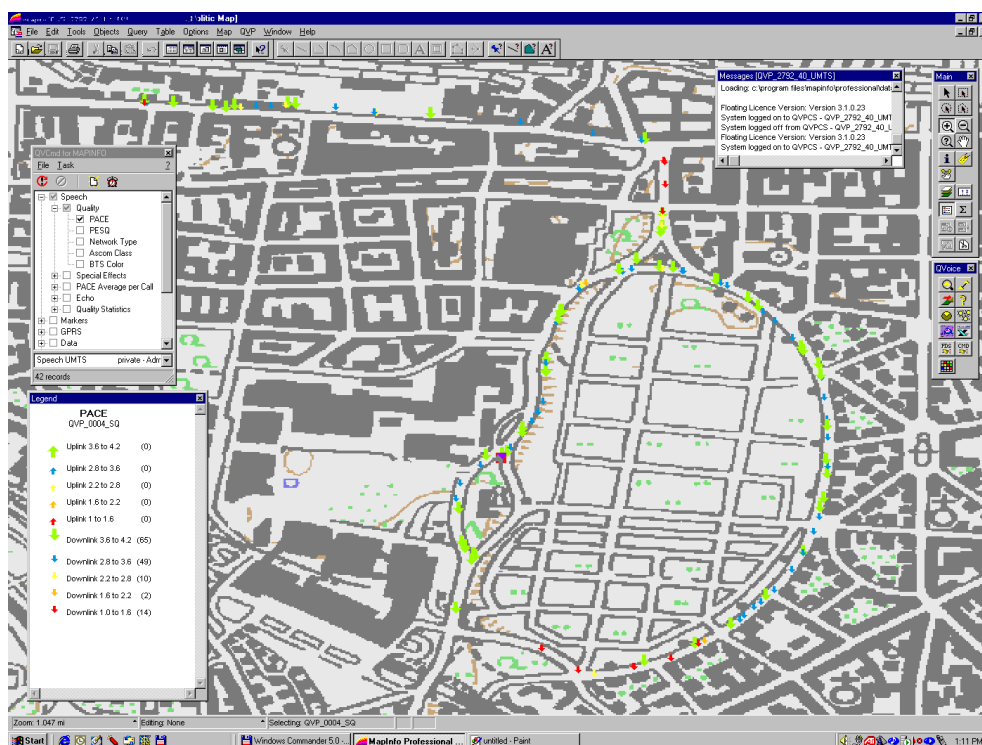 olitic Map]
File Edit Tools Objects Query Table Options Map QVP Window Help
Messages [QVP_2792_40_UMTS]
Loading: c:\program files\mapinfo\professional\dat
Floating Licence Version: Version 3.1.0.23
System logged on to QVPCS - QVP_2792_40_UMT
System logged off from QVPCS - QVP_2792_40_U
Floating Licence Version: Version 3.1.0.23
System logged on to QVPCS - QVP_2792_40_UMT
Main
QVCmd for MAPINFO
File Task ?
Speech
Quality
PACE
PESQ
Network Type
Ascom Class
BTS Color
Special Effects
PACE Average per Call
Echo
Quality Statistics
Markers
GPRS
Data
Speech UMTS private - Adm
42 records
QVoice
FDS CMD
Legend
PACE
QVP_0004_SQ
Uplink 3.6 to 4.2 (0)
Uplink 2.8 to 3.6 (0)
Uplink 2.2 to 2.8 (0)
Uplink 1.6 to 2.2 (0)
Uplink 1 to 1.6 (0)
Downlink 3.6 to 4.2 (65)
Downlink 2.8 to 3.6 (49)
Downlink 2.2 to 2.8 (10)
Downlink 1.6 to 2.2 (2)
Downlink 1.0 to 1.6 (14)
Zoom: 1.047 mi Editing: None Selecting: QVP_0004_SQ
Start Windows Commander 5.0 -... MapInfo Professional ... untitled - Paint 1:11 PM